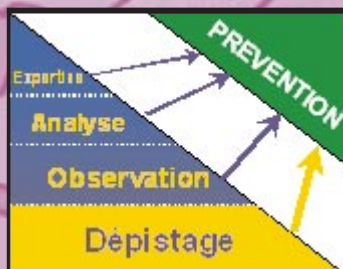 PREVENTION
Expertise
Analyse
Observation
Dépistage